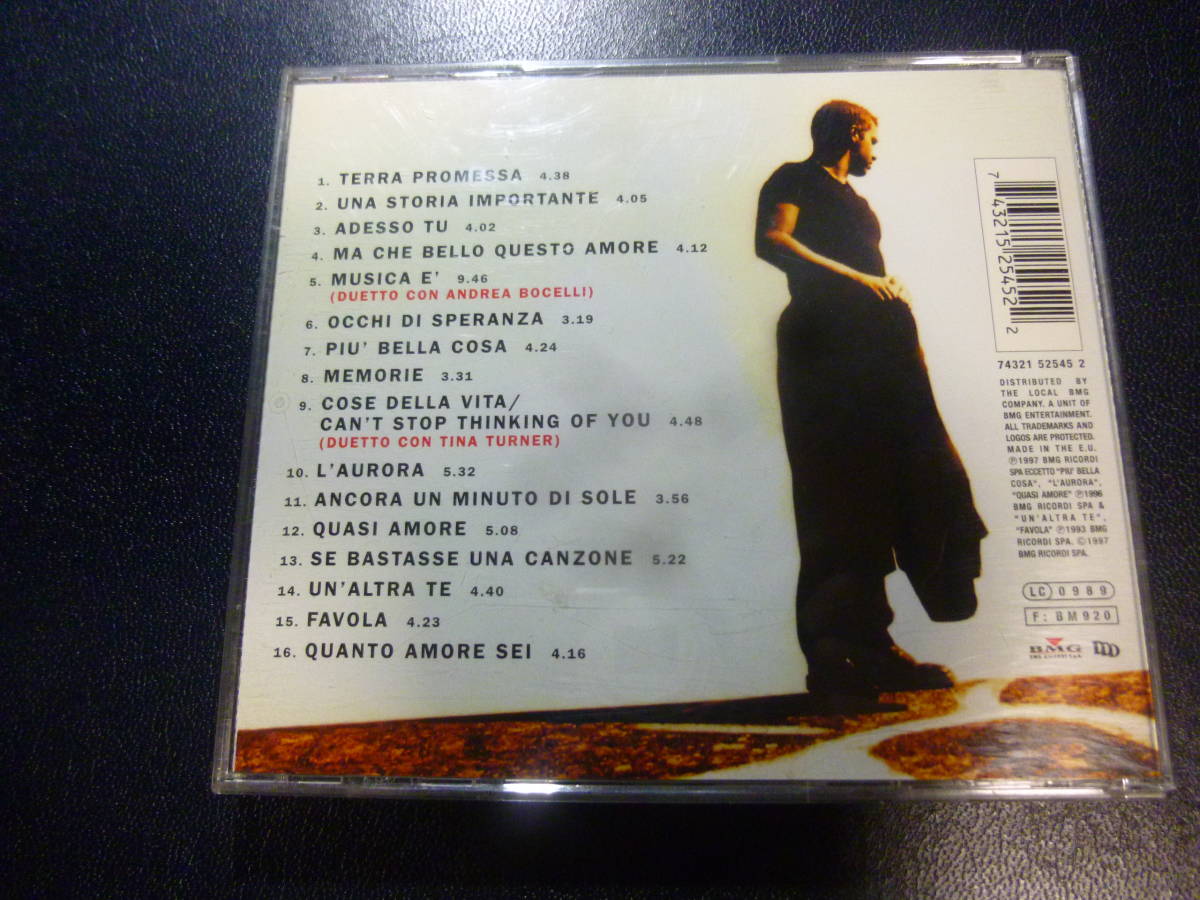 1. TERRA PROMESSA 4.38
2. UNA STORIA IMPORTANTE 4.05
3. ADESSO TU 4.02
4. MA CHE BELLO QUESTO AMORE 4.12
5. MUSICA E' 9.46
(DUETTO CON ANDREA BOCELLI)
6. OCCHI DI SPERANZA 3.19
7. PIU' BELLA COSA 4.24
8. MEMORIE 3.31
9. COSE DELLA VITA/
CAN'T STOP THINKING OF YOU 4.48
(DUETTO CON TINA TURNER)
10. L'AURORA 5.32
11. ANCORA UN MINUTO DI SOLE 3.56
12. QUASI AMORE 5.08
13. SE BASTASSE UNA CANZONE 5.22
14. UN'ALTRA TE 4.40
15. FAVOLA 4.23
16. QUANTO AMORE SEI 4.16
7 43215 25452 2
74321 52545 2
DISTRIBUTED BY
THE LOCAL BMG
COMPANY. A UNIT OF
BMG ENTERTAINMENT.
ALL TRADEMARKS AND
LOGOS ARE PROTECTED.
MADE IN THE E.U.
℗1997 BMG RICORDI
SPA ECCETTO "PIU' BELLA
COSA", "L'AURORA",
"QUASI AMORE" ℗1996
BMG RICORDI SPA &
"UN'ALTRA TE",
"FAVOLA" ℗1993 BMG
RICORDI SPA. ©1997
BMG RICORDI SPA.
LC 0989
F: BM920
BMG